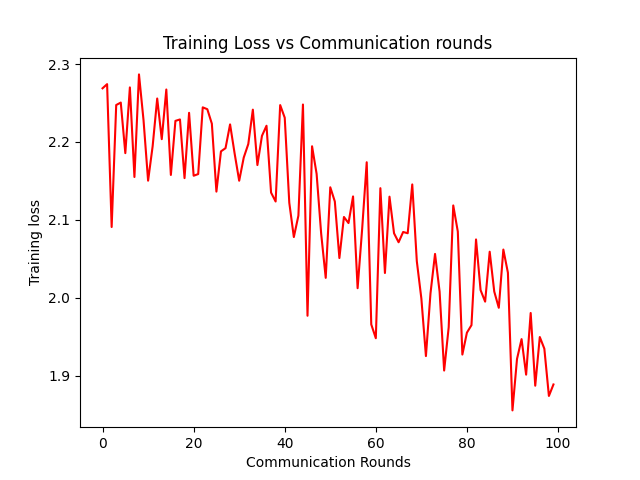 Training Loss vs Communication rounds
2.3
2.2
2.1
2.0
1.9
Training loss
0 20 40 60 80 100
Communication Rounds